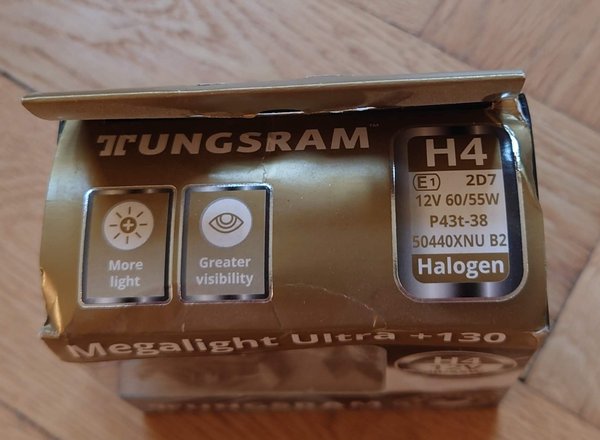 TUNGSRAM™
H4
E1 2D7
12V 60/55W
P43t-38
50440XNU B2
Halogen
More
light
Greater
visibility
Megalight Ultra +130
H4
TUNGSRAM